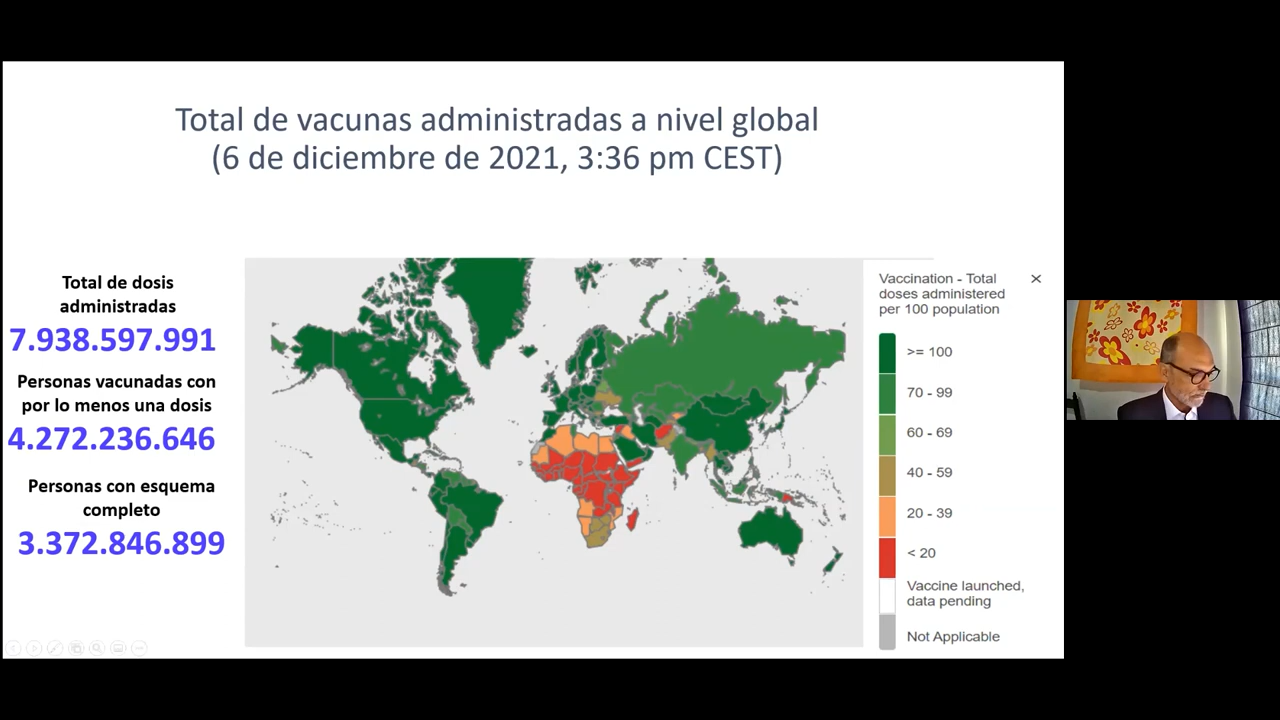 Total de vacunas administradas a nivel global
(6 de diciembre de 2021, 3:36 pm CEST)
Total de dosis
administradas
7.938.597.991
Personas vacunadas con
por lo menos una dosis
4.272.236.646
Personas con esquema
completo
3.372.846.899
Vaccination - Total
doses administered
per 100 population
>= 100
70 - 99
60 - 69
40 - 59
20 - 39
< 20
Vaccine launched,
data pending
Not Applicable